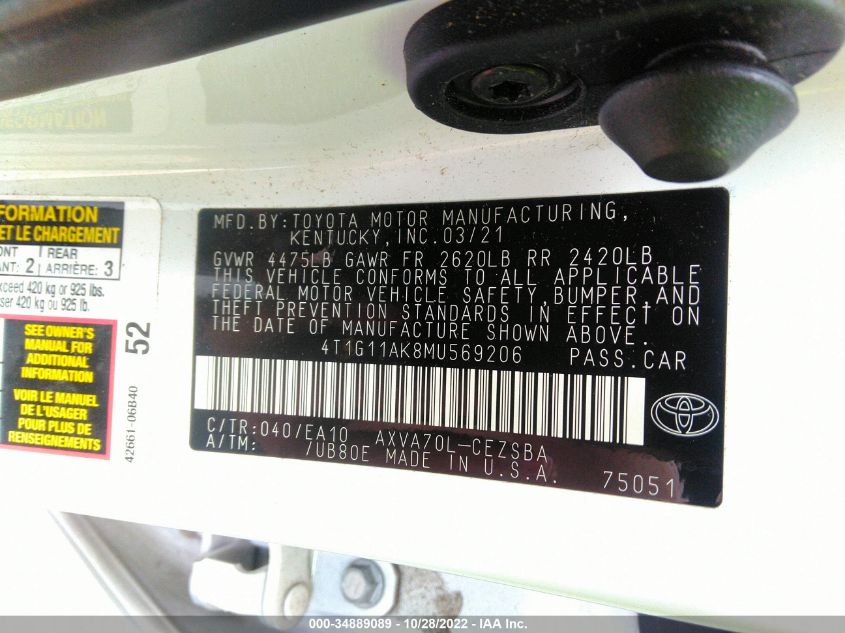 FORMATION
ET LE CHARGEMENT
ONT
ANT: 2
REAR
ARRIÈRE: 3
xceed 420 kg or 925 lbs.
ser 420 kg ou 925 lb.
SEE OWNER'S
MANUAL FOR
ADDITIONAL
INFORMATION
VOIR LE MANUEL
DE L'USAGER
POUR PLUS DE
RENSEIGNEMENTS
52
42661-06B40
MFD.BY:TOYOTA MOTOR MANUFACTURING,
KENTUCKY,INC.03/21
GVWR 4475LB GAWR FR 2620LB RR 2420LB
THIS VEHICLE CONFORMS TO ALL APPLICABLE
FEDERAL MOTOR VEHICLE SAFETY,BUMPER,AND
THEFT PREVENTION STANDARDS IN EFFECT ON
THE DATE OF MANUFACTURE SHOWN ABOVE.
4T1G11AK8MU569206 PASS.CAR
C/TR:040/EA10 AXVA70L-CEZSBA
A/TM: 7UB80E MADE IN U.S.A. 75051
000-34889089 - 10/28/2022 - IAA Inc.